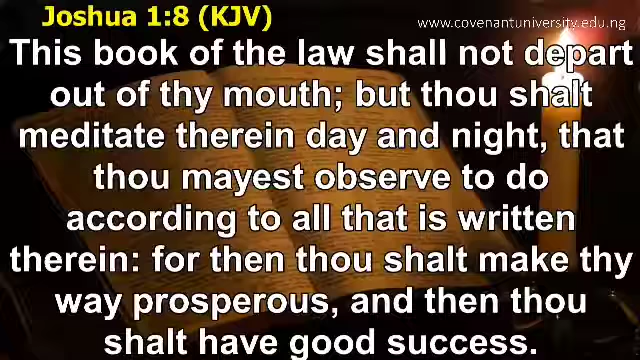 Joshua 1:8 (KJV)
www.covenantuniversity.edu.ng
This book of the law shall not depart
out of thy mouth; but thou shalt
meditate therein day and night, that
thou mayest observe to do
according to all that is written
therein: for then thou shalt make thy
way prosperous, and then thou
shalt have good success.